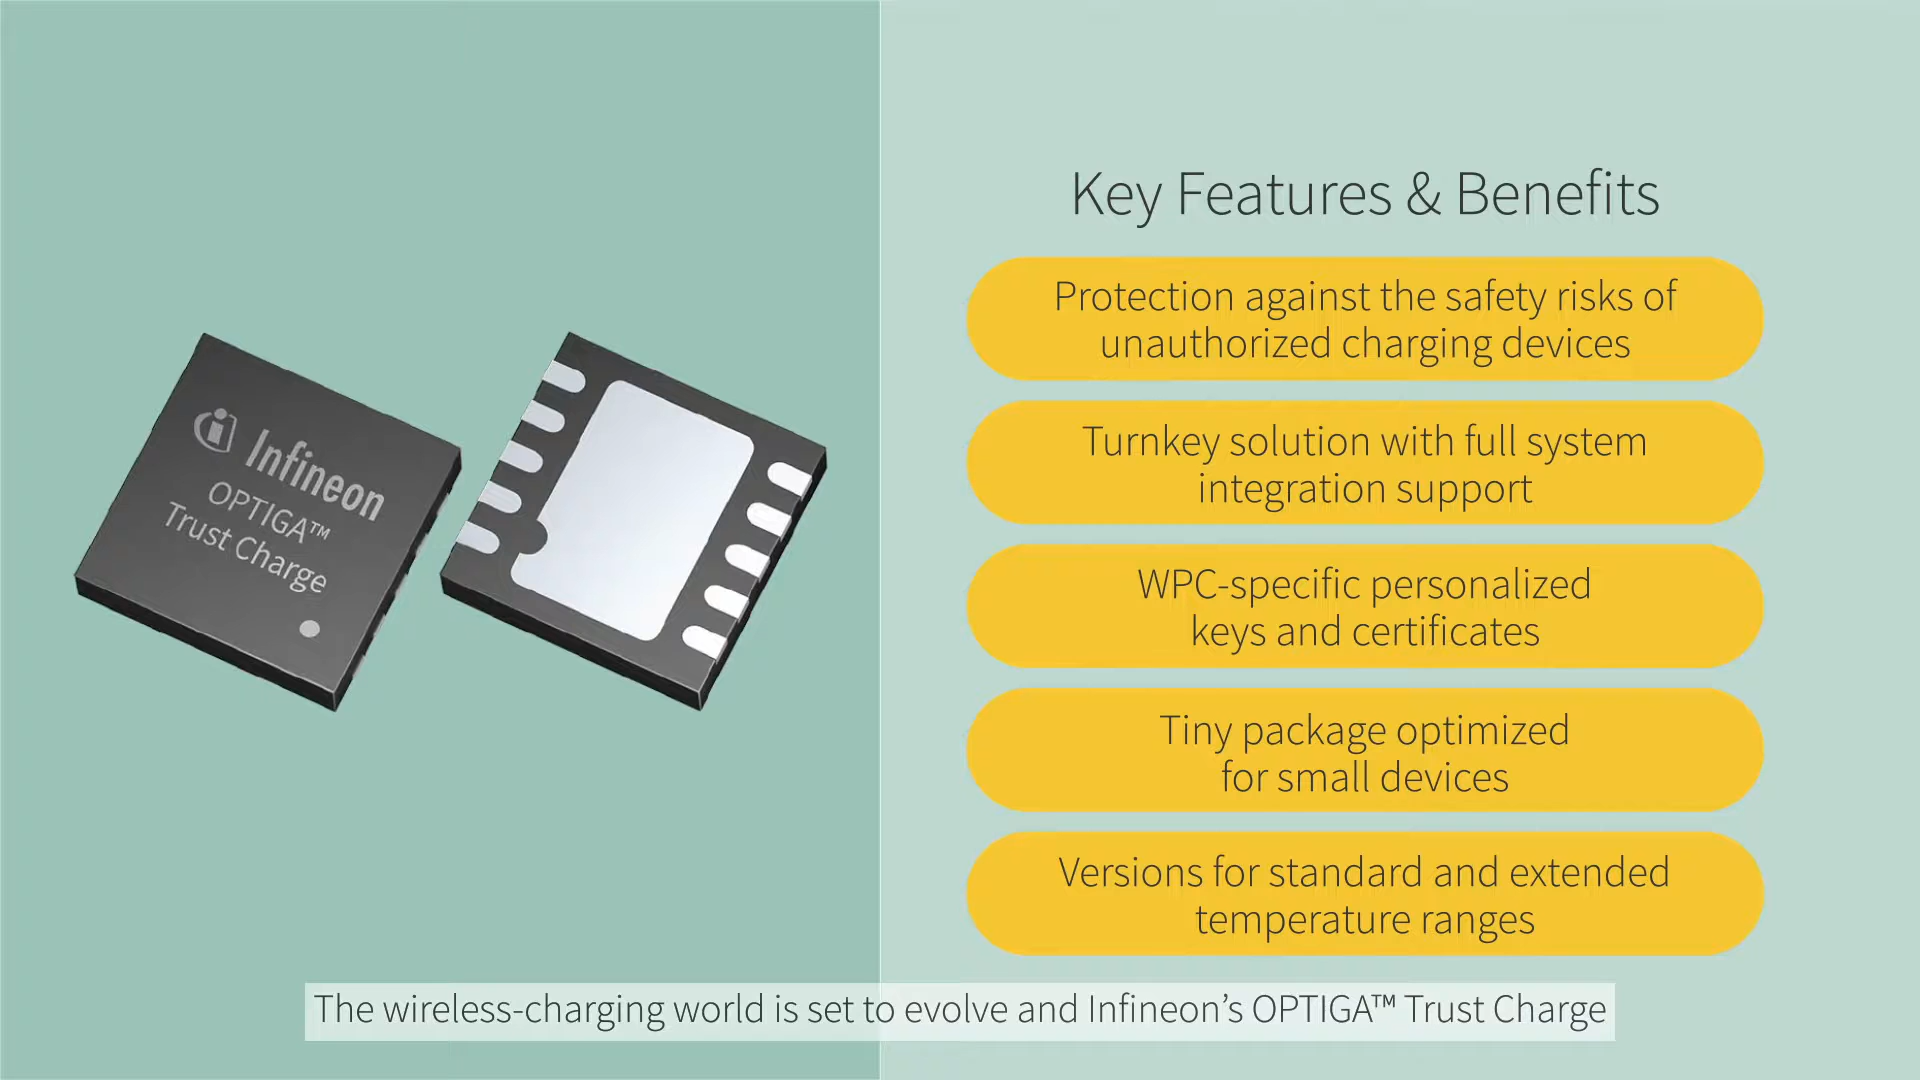 Infineon
OPTIGA™
Trust Charge
Key Features & Benefits
Protection against the safety risks of
unauthorized charging devices
Turnkey solution with full system
integration support
WPC-specific personalized
keys and certificates
Tiny package optimized
for small devices
Versions for standard and extended
temperature ranges
The wireless-charging world is set to evolve and Infineon’s OPTIGA™ Trust Charge